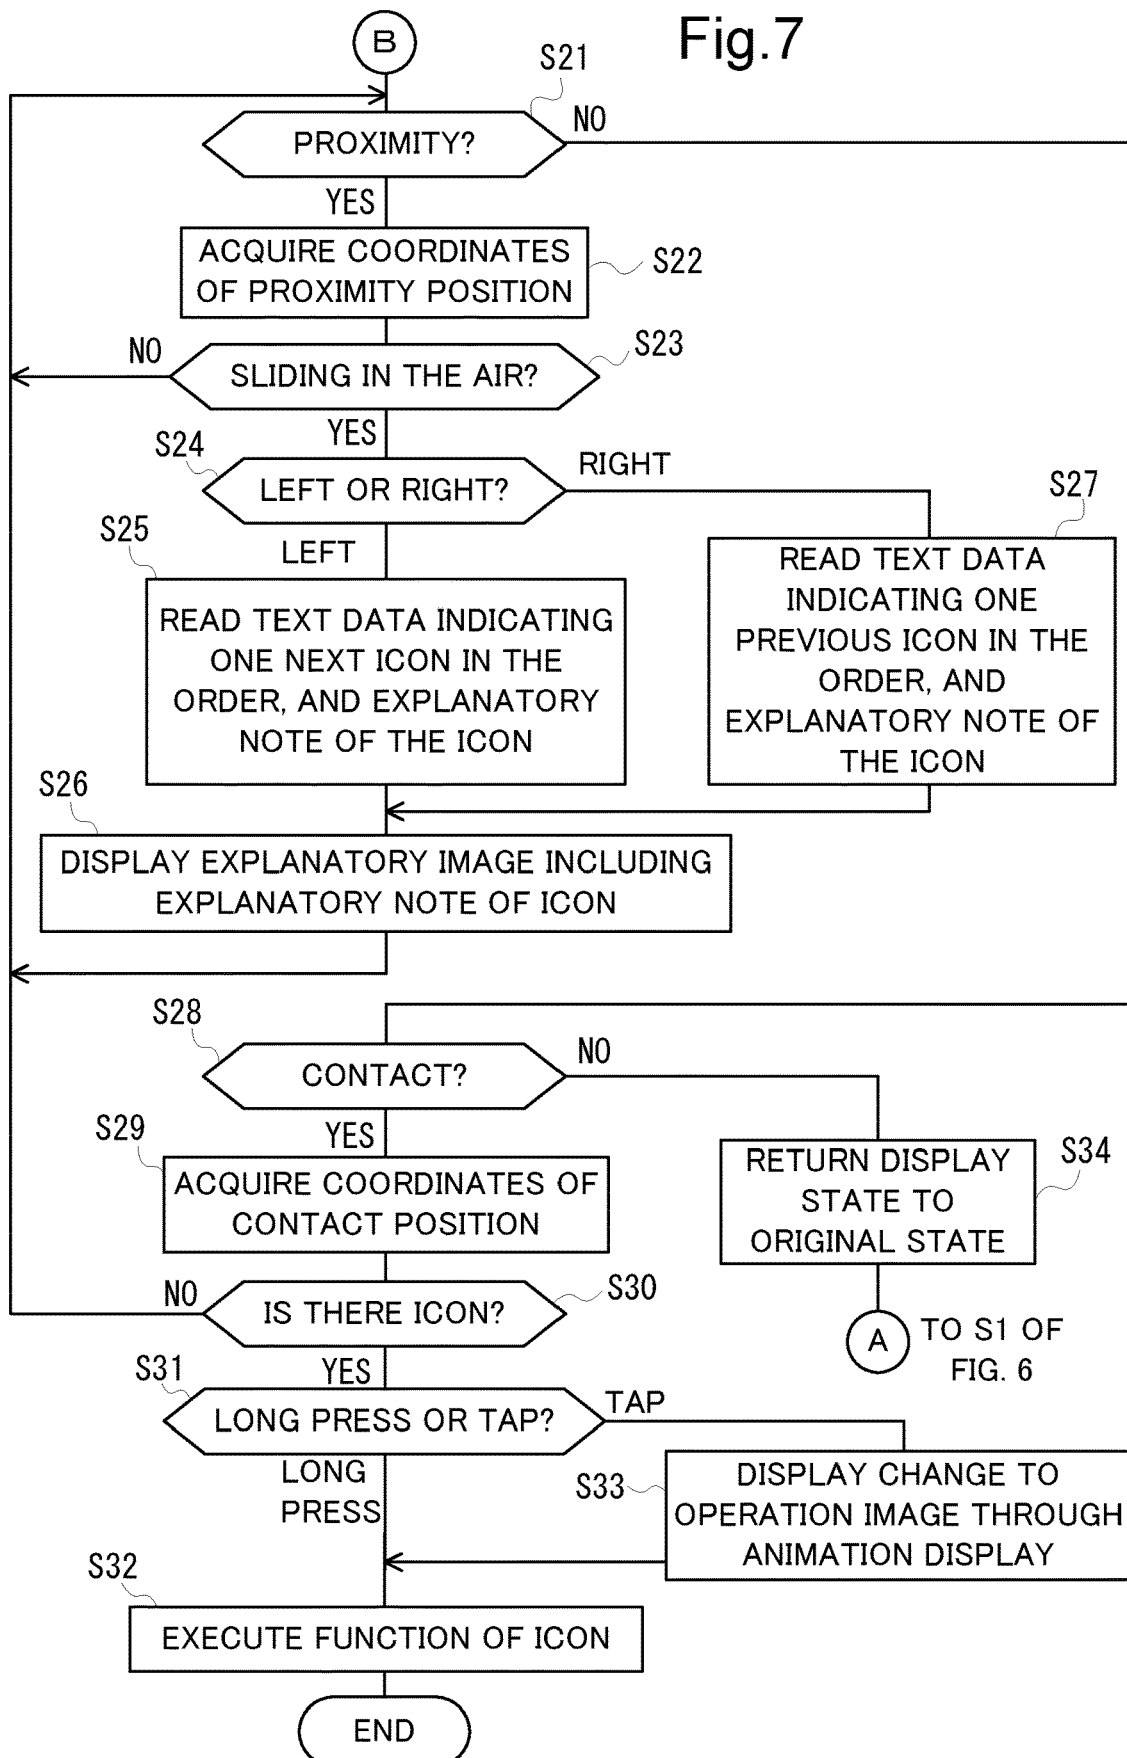 B
Fig.7
S21
PROXIMITY?
NO
YES
ACQUIRE COORDINATES
OF PROXIMITY POSITION
S22
NO
SLIDING IN THE AIR?
S23
YES
S24
LEFT OR RIGHT?
RIGHT
S27
S25
LEFT
READ TEXT DATA INDICATING
ONE NEXT ICON IN THE
ORDER, AND EXPLANATORY
NOTE OF THE ICON
READ TEXT DATA
INDICATING ONE
PREVIOUS ICON IN THE
ORDER, AND
EXPLANATORY NOTE OF
THE ICON
S26
DISPLAY EXPLANATORY IMAGE INCLUDING
EXPLANATORY NOTE OF ICON
S28
CONTACT?
NO
YES
S29
ACQUIRE COORDINATES OF
CONTACT POSITION
RETURN DISPLAY
STATE TO
ORIGINAL STATE
S34
NO
IS THERE ICON?
S30
A
TO S1 OF
FIG. 6
YES
S31
LONG PRESS OR TAP?
TAP
LONG
PRESS
S33
DISPLAY CHANGE TO
OPERATION IMAGE THROUGH
ANIMATION DISPLAY
S32
EXECUTE FUNCTION OF ICON
END